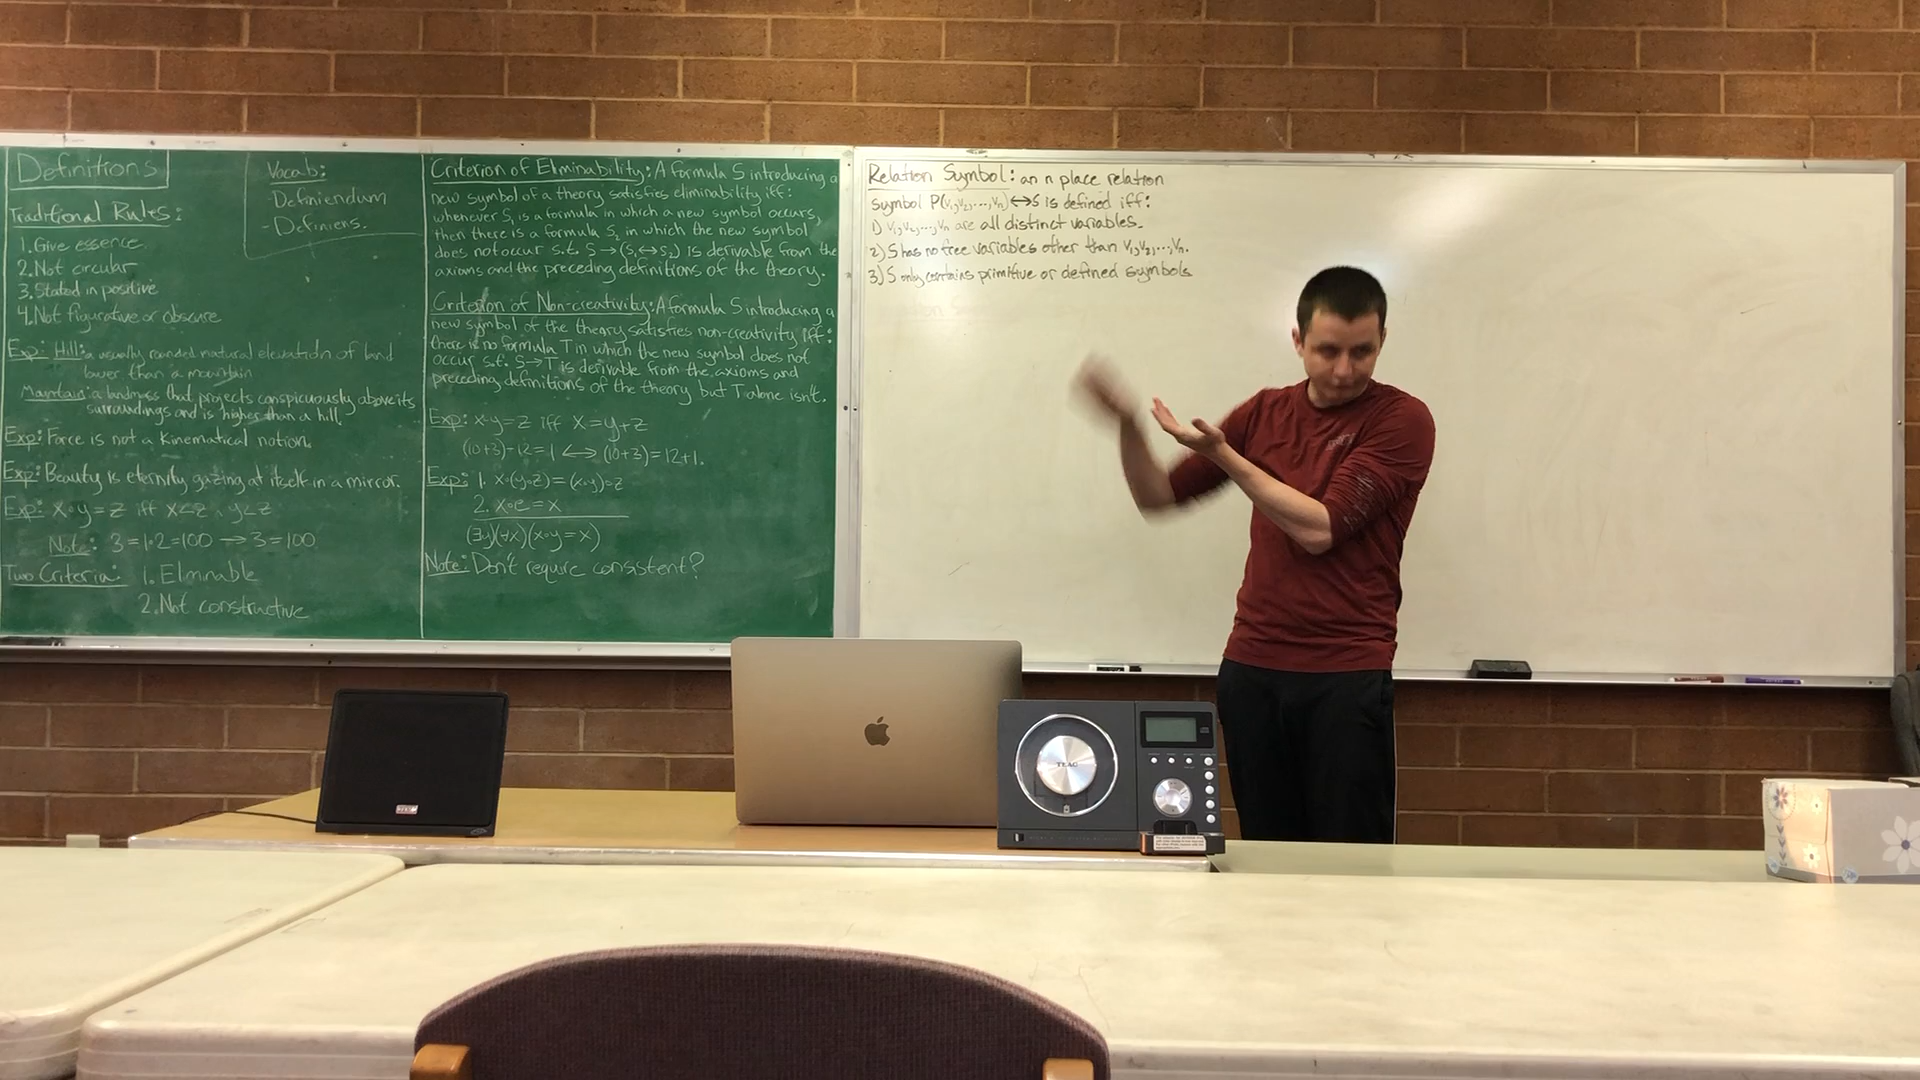 Definitions
Traditional Rules:
1. Give essence
2. Not circular
3. Stated in positive
4. Not figurative or obscure
Exp: Hill: a usually rounded natural elevation of land
lower than a mountain
Mountain: a landmass that projects conspicuously above its
surroundings and is higher than a hill.
Exp: Force is not a Kinematical notion.
Exp: Beauty is eternity gazing at itself in a mirror.
Exp: x∘y=z iff x<z, y<z
Note: 3=1∘2=100 → 3=100
Two Criteria: 1. Elminable
2. Not constructive
Vocab:
- Definiendum
- Definiens.
Criterion of Elminability: A formula S introducing a
new symbol of a theory satisfies eliminability iff:
whenever S₁ is a formula in which a new symbol occurs,
then there is a formula S₂ in which the new symbol
does not occur s.t. S→(S₁↔S₂) is derivable from the
axioms and the preceding definitions of the theory.
Criterion of Non-creativity: A formula S introducing a
new symbol of the theory satisfies non-creativity iff:
there is no formula T in which the new symbol does not
occur s.t. S→T is derivable from the axioms and
preceding definitions of the theory but T alone isn't.
Exp: x-y=z iff x=y+z
(10+3)-12=1 ↔ (10+3)=12+1.
Exp: 1. x∘(y∘z)=(x∘y)∘z
2. x∘e=x
(∃y)(∀x)(x∘y=x)
Note: Don't require consistent?
Relation Symbol: an n place relation
symbol P(v₁,v₂,...,vₙ)↔S is defined iff:
1) v₁,v₂,...,vₙ are all distinct variables.
2) S has no free variables other than v₁,v₂,...,vₙ.
3) S only contains primitive or defined symbols
TEAC